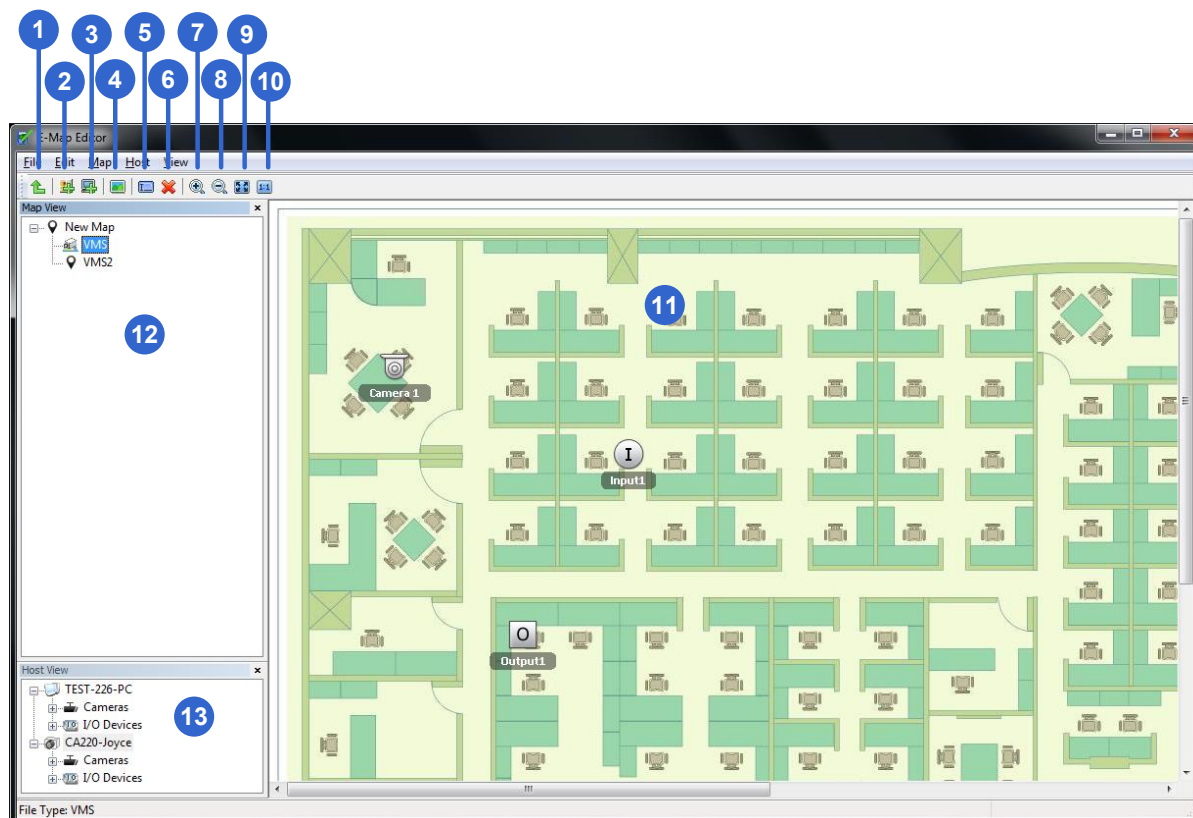 1
3
5
7
9
2
4
6
8
10
E-Map Editor
File Edit Map Host View
1:1
Map View
New Map
VMS
VMS2
12
11
Camera 1
I
Input1
O
Output1
Host View
TEST-226-PC
Cameras
I/O Devices
CA220-Joyce
Cameras
I/O Devices
13
File Type: VMS